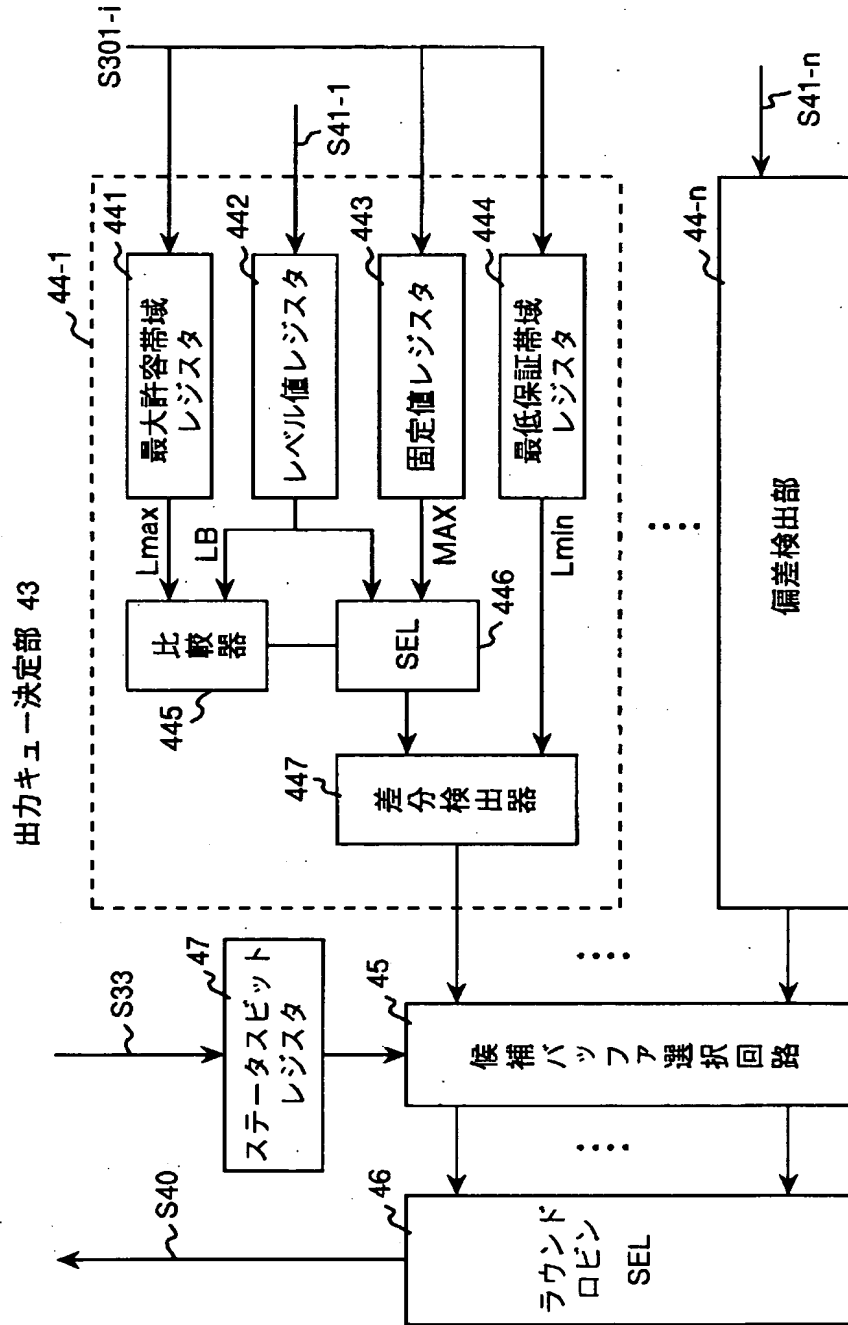 出力キュー決定部 43
S301-i
S41-1
44-1
441
最大許容帯域
レジスタ
442
レベル値レジスタ
443
固定値レジスタ
444
最低保証帯域
レジスタ
Lmax
LB
MAX
Lmin
比較器
445
SEL
446
447
差分検出器
S41-n
44-n
偏差検出部
S33
47
ステータスビット
レジスタ
45
候補バッファ選択回路
S40
46
ラウンド
ロビン
SEL